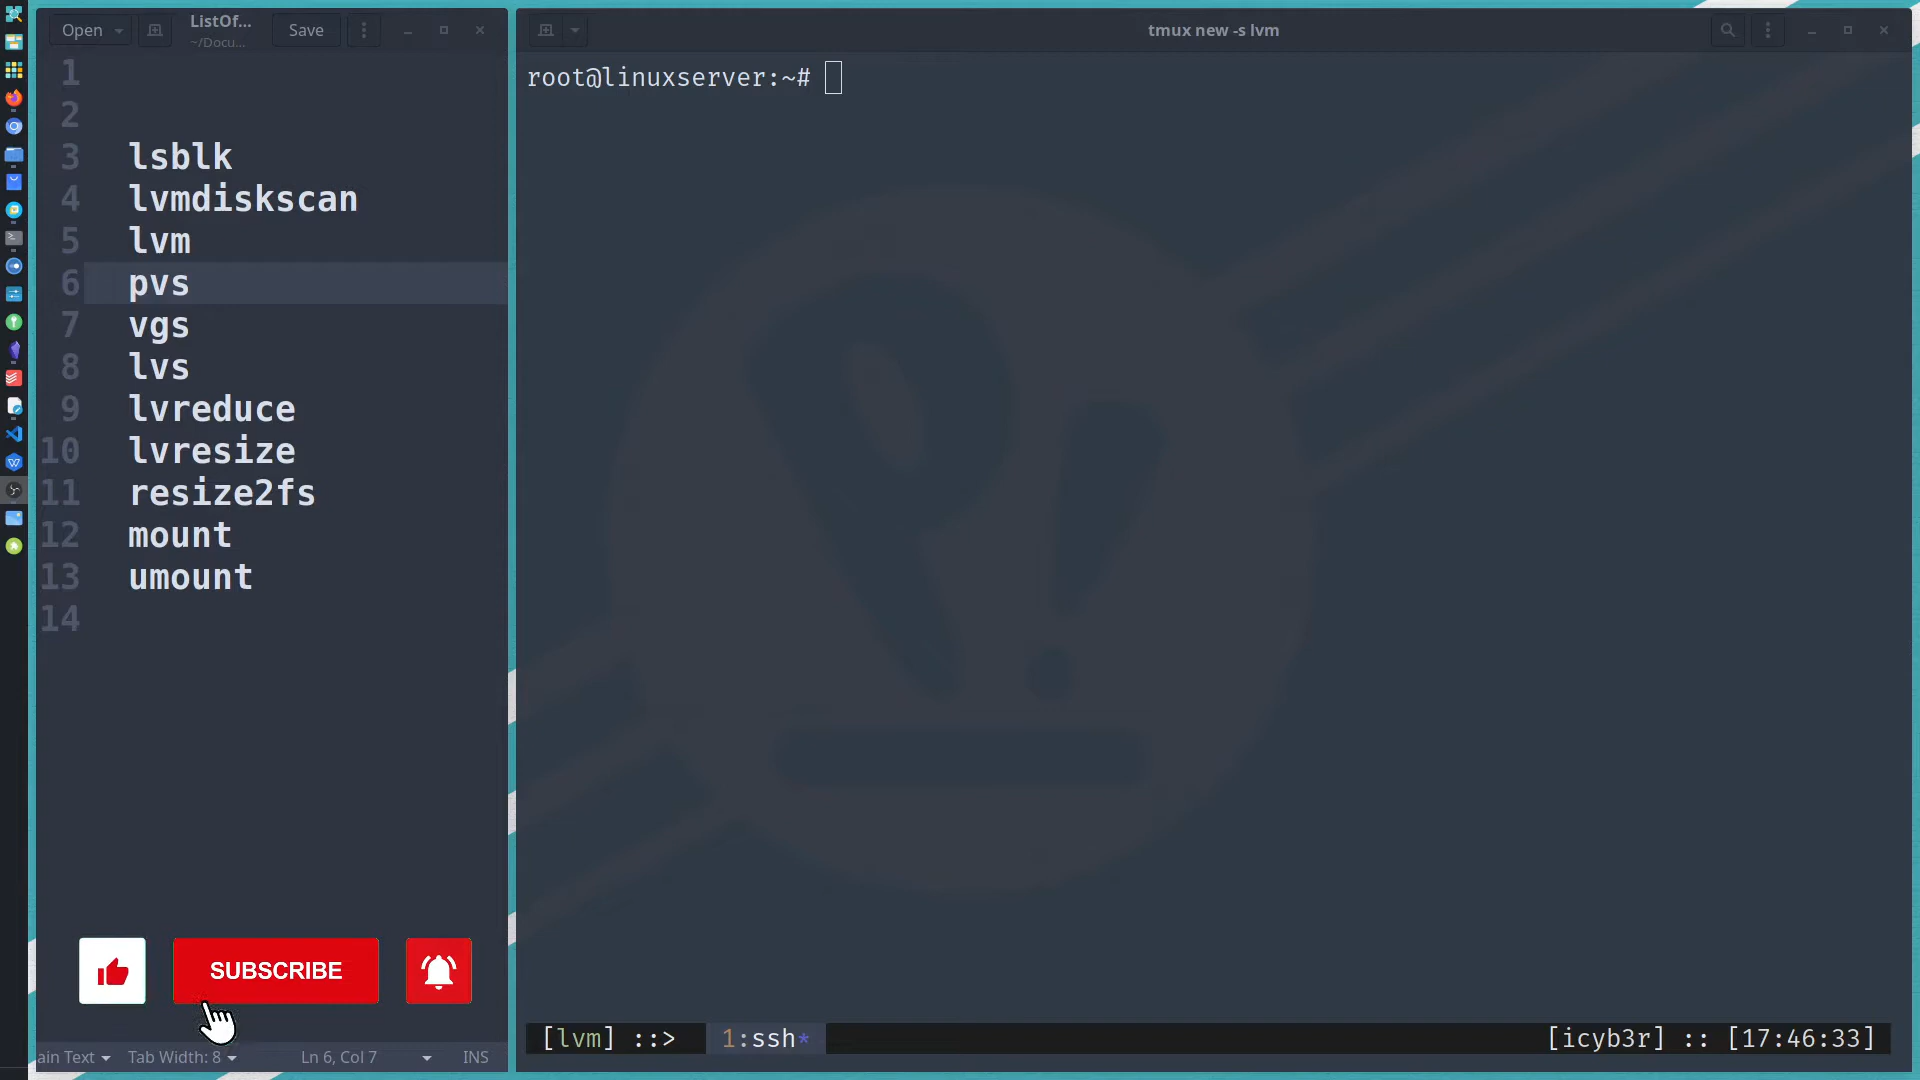 Open
ListOf...
~/Docu...
Save
1
2
3 lsblk
4 lvmdiskscan
5 lvm
6 pvs
7 vgs
8 lvs
9 lvreduce
10 lvresize
11 resize2fs
12 mount
13 umount
14
SUBSCRIBE
ain Text
Tab Width: 8
Ln 6, Col 7
INS
tmux new -s lvm
root@linuxserver:~#
[lvm] ::> 1:ssh* [icyb3r] :: [17:46:33]